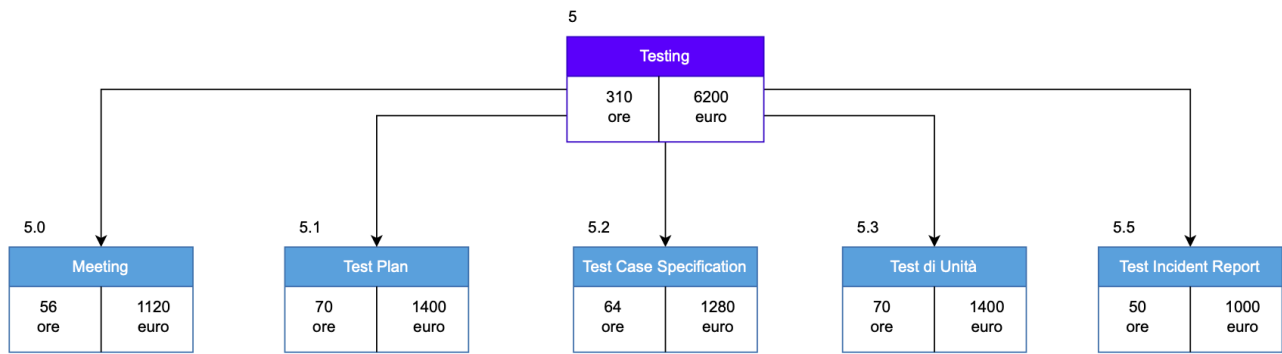 5
Testing
310
ore
6200
euro
5.0
Meeting
56
ore
1120
euro
5.1
Test Plan
70
ore
1400
euro
5.2
Test Case Specification
64
ore
1280
euro
5.3
Test di Unità
70
ore
1400
euro
5.5
Test Incident Report
50
ore
1000
euro